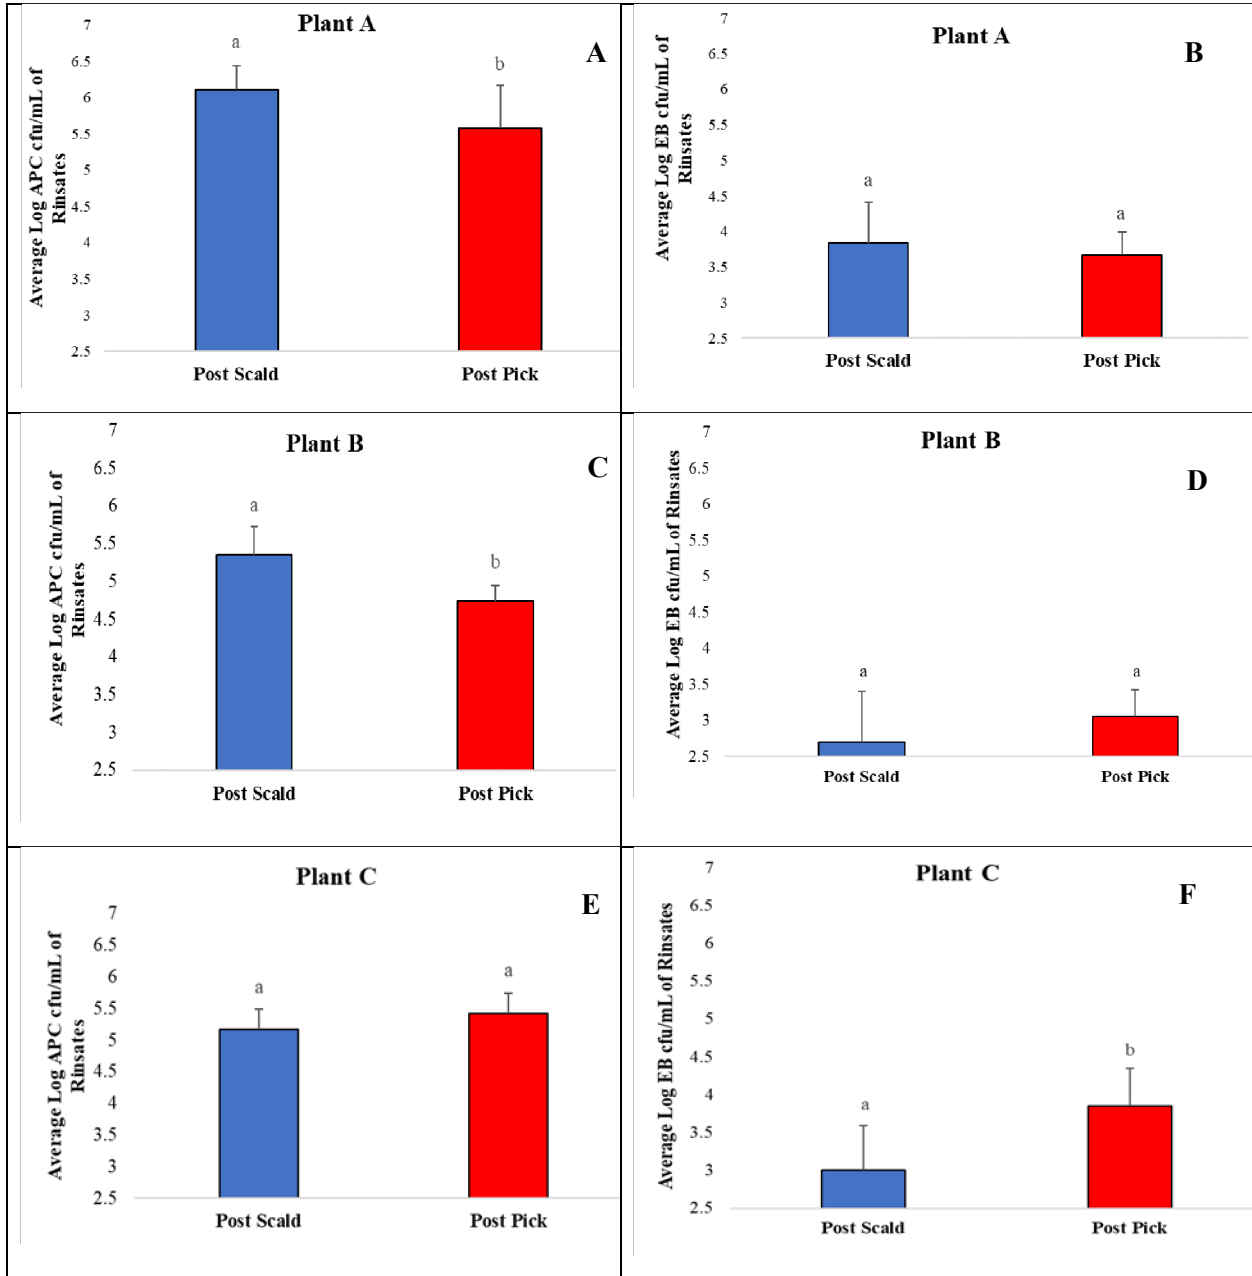 Plant A
A
Average Log APC cfu/mL of
Rinsates
7
6.5
6
5.5
5
4.5
4
3.5
3
2.5
a
b
Post Scald
Post Pick
Plant A
B
Average Log EB cfu/mL of
Rinsates
7
6.5
6
5.5
5
4.5
4
3.5
3
2.5
a
a
Post Scald
Post Pick
Plant B
C
Average Log APC cfu/mL of
Rinsates
7
6.5
6
5.5
5
4.5
4
3.5
3
2.5
a
b
Post Scald
Post Pick
Plant B
D
Average Log EB cfu/mL of Rinsates
7
6.5
6
5.5
5
4.5
4
3.5
3
2.5
a
a
Post Scald
Post Pick
Plant C
E
Average Log APC cfu/mL of
Rinsates
7
6.5
6
5.5
5
4.5
4
3.5
3
2.5
a
a
Post Scald
Post Pick
Plant C
F
Average Log EB cfu/mL of Rinsates
7
6.5
6
5.5
5
4.5
4
3.5
3
2.5
a
b
Post Scald
Post Pick